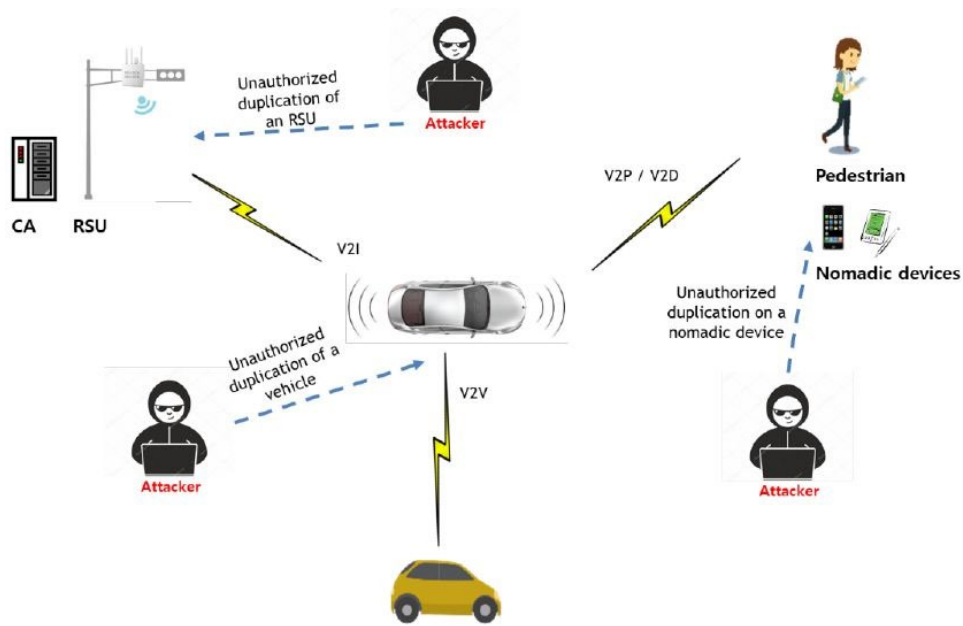 Unauthorized
duplication of
an RSU
Attacker
V2P / V2D
Pedestrian
CA
RSU
V2I
Nomadic devices
Unauthorized
duplication on a
nomadic device
Unauthorized
duplication of a
vehicle
V2V
Attacker
Attacker